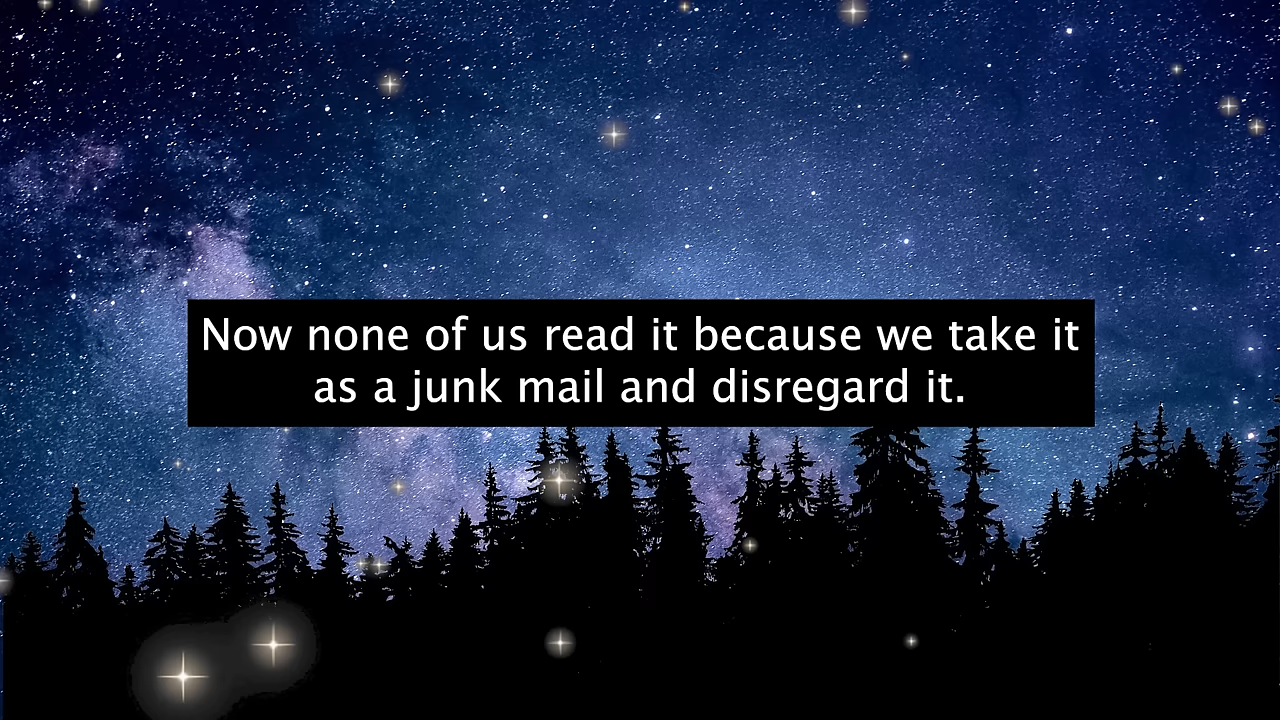 Now none of us read it because we take it
as a junk mail and disregard it.